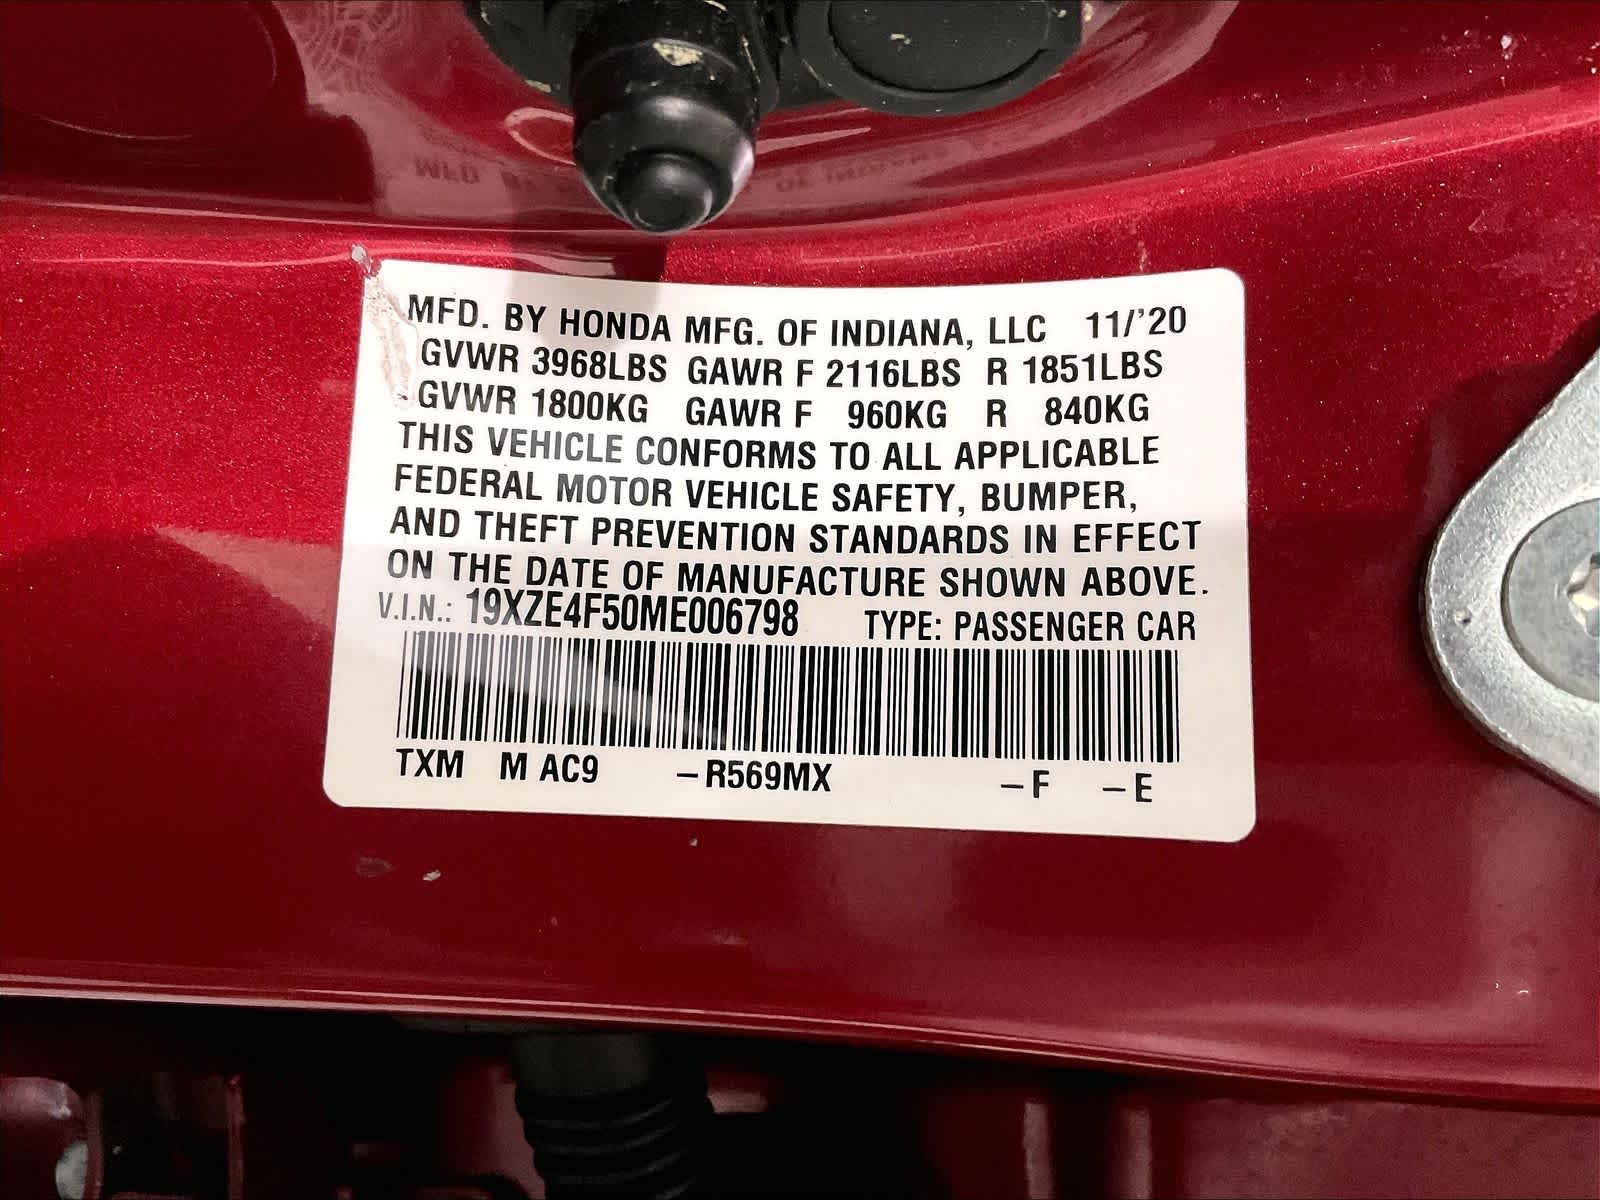 MFD. BY HONDA MFG. OF INDIANA, LLC 11/'20
GVWR 3968LBS GAWR F 2116LBS R 1851LBS
GVWR 1800KG GAWR F 960KG R 840KG
THIS VEHICLE CONFORMS TO ALL APPLICABLE
FEDERAL MOTOR VEHICLE SAFETY, BUMPER,
AND THEFT PREVENTION STANDARDS IN EFFECT
ON THE DATE OF MANUFACTURE SHOWN ABOVE.
V.I.N.: 19XZE4F50ME006798 TYPE: PASSENGER CAR
TXM M AC9 –R569MX –F –E